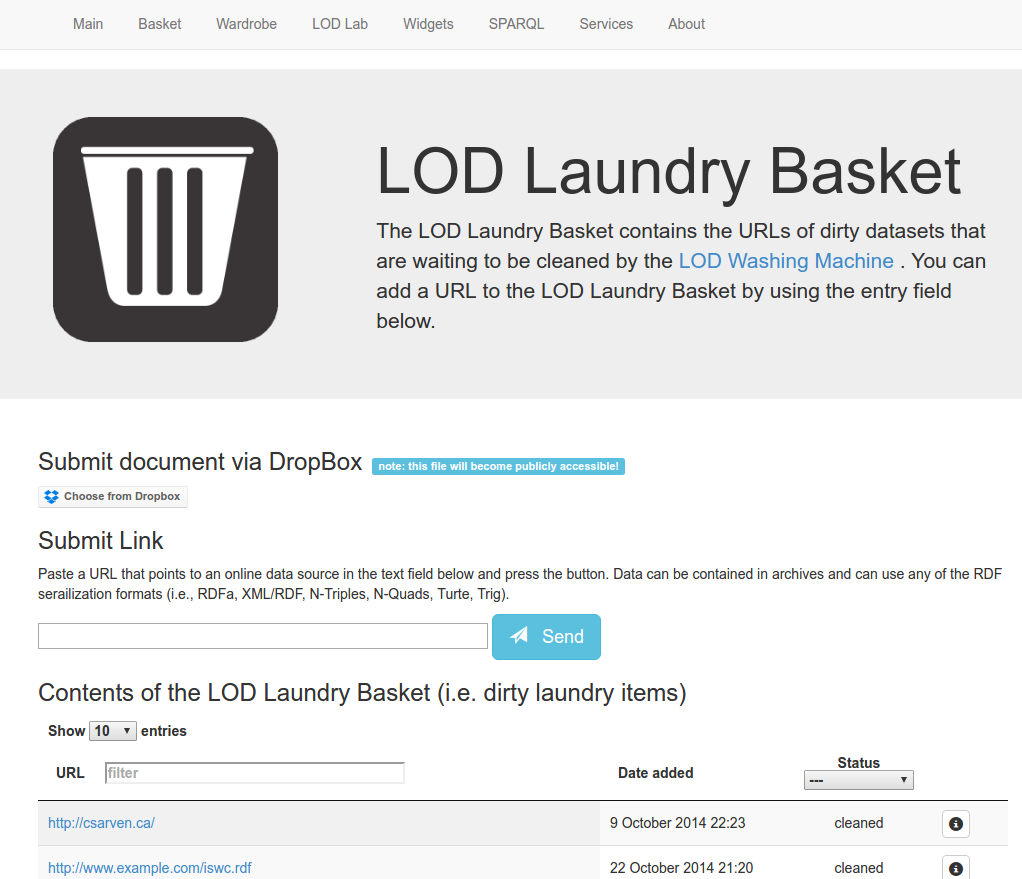 Main Basket Wardrobe LOD Lab Widgets SPARQL Services About
LOD Laundry Basket
The LOD Laundry Basket contains the URLs of dirty datasets that
are waiting to be cleaned by the LOD Washing Machine . You can
add a URL to the LOD Laundry Basket by using the entry field
below.
Submit document via DropBox note: this file will become publicly accessible!
Choose from Dropbox
Submit Link
Paste a URL that points to an online data source in the text field below and press the button. Data can be contained in archives and can use any of the RDF
serailization formats (i.e., RDFa, XML/RDF, N-Triples, N-Quads, Turte, Trig).
Send
Contents of the LOD Laundry Basket (i.e. dirty laundry items)
Show 10 entries
URL filter Date added Status
---
http://csarven.ca/ 9 October 2014 22:23 cleaned
http://www.example.com/iswc.rdf 22 October 2014 21:20 cleaned